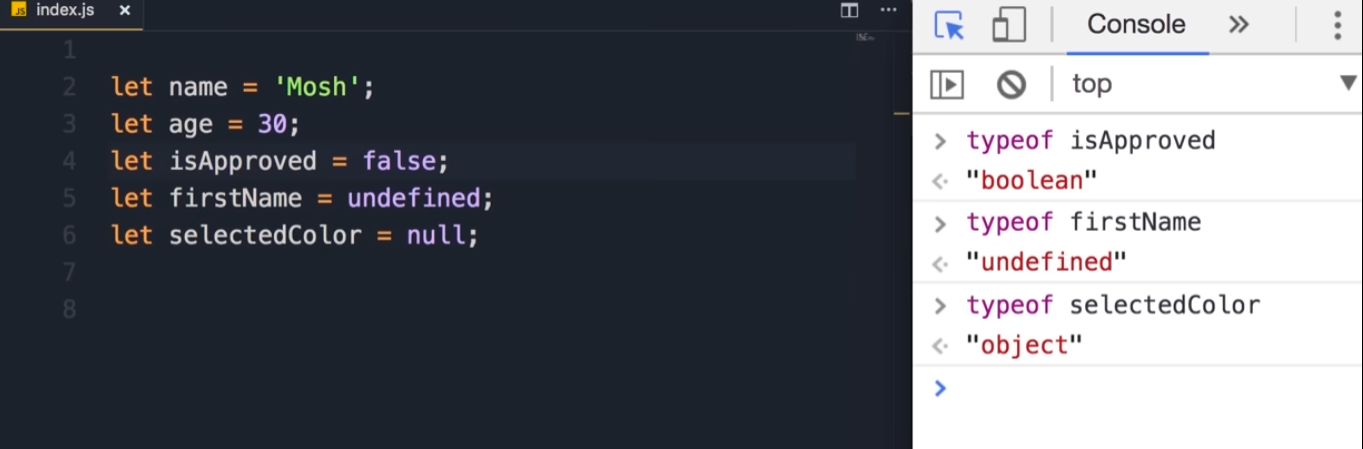 JS index.js ×
1
2 let name = 'Mosh';
3 let age = 30;
4 let isApproved = false;
5 let firstName = undefined;
6 let selectedColor = null;
7
8
Console »
top
> typeof isApproved
"boolean"
> typeof firstName
"undefined"
> typeof selectedColor
"object"
>